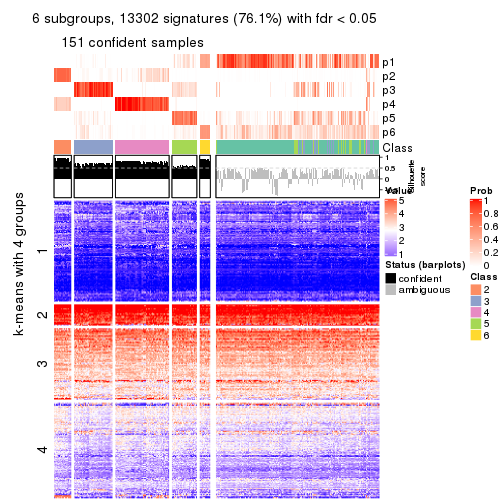 6 subgroups, 13302 signatures (76.1%) with fdr < 0.05
151 confident samples
p1
p2
p3
p4
p5
p6
Class
1
0.5
0
Silhouette
score
k-means with 4 groups
1
2
3
4
Value
5
4
3
2
1
Status (barplots)
confident
ambiguous
Prob
1
0.8
0.6
0.4
0.2
0
Class
2
3
4
5
6